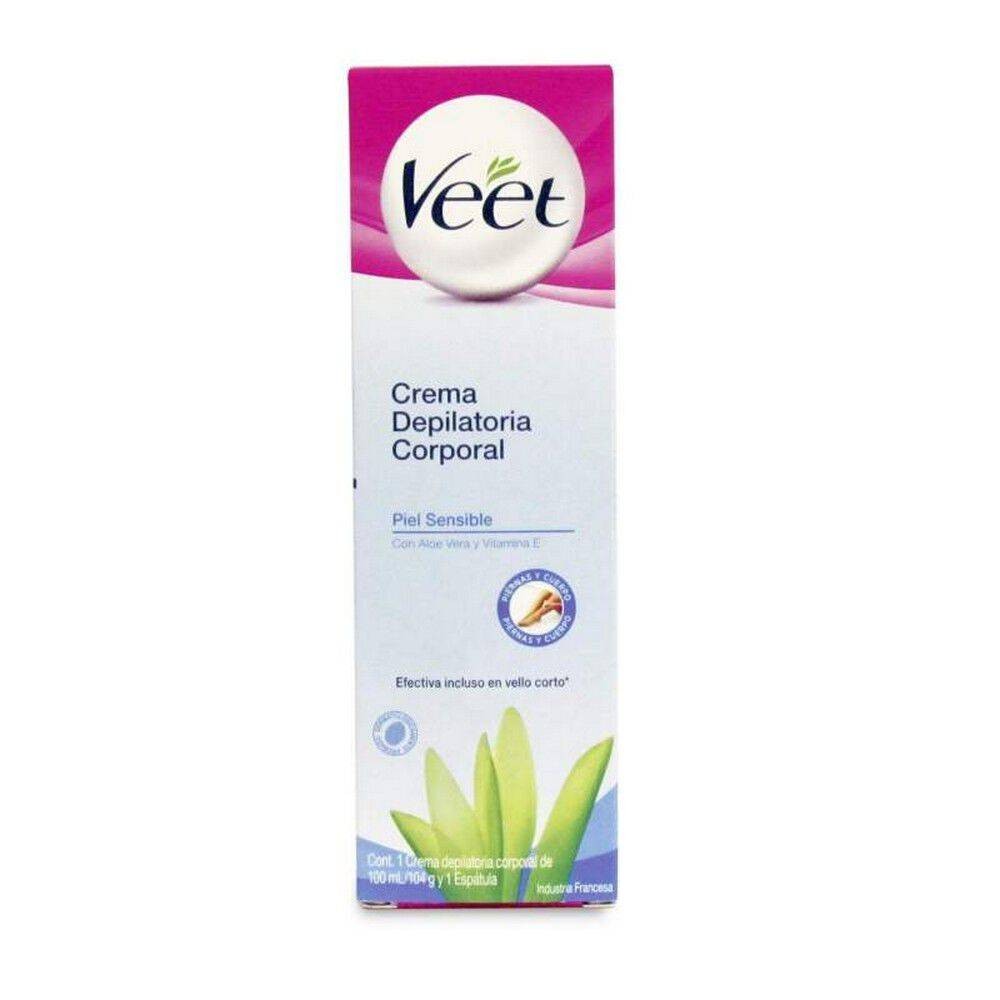 Veet
Crema
Depilatoria
Corporal
Piel Sensible
Con Aloe Vera y Vitamina E
PIERNAS Y CUERPO
PIERNAS Y CUERPO
Efectiva incluso en vello corto*
Cont. 1 Crema depilatoria corporal de
100 mL/104 g y 1 Espátula
Industria Francesa